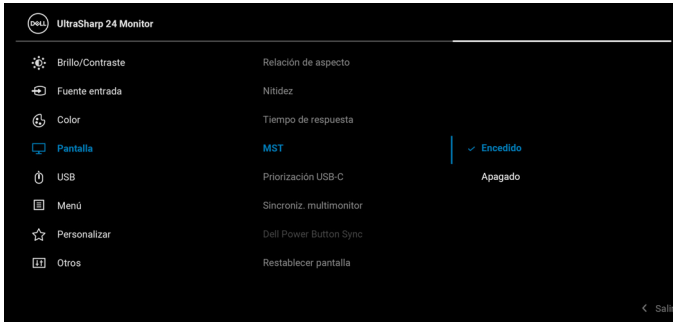 DELL UltraSharp 24 Monitor
Brillo/Contraste Relación de aspecto
Fuente entrada Nitidez
Color Tiempo de respuesta
Pantalla MST Encedido
USB Priorización USB-C Apagado
Menú Sincroniz. multimonitor
Personalizar Dell Power Button Sync
Otros Restablecer pantalla
Salir